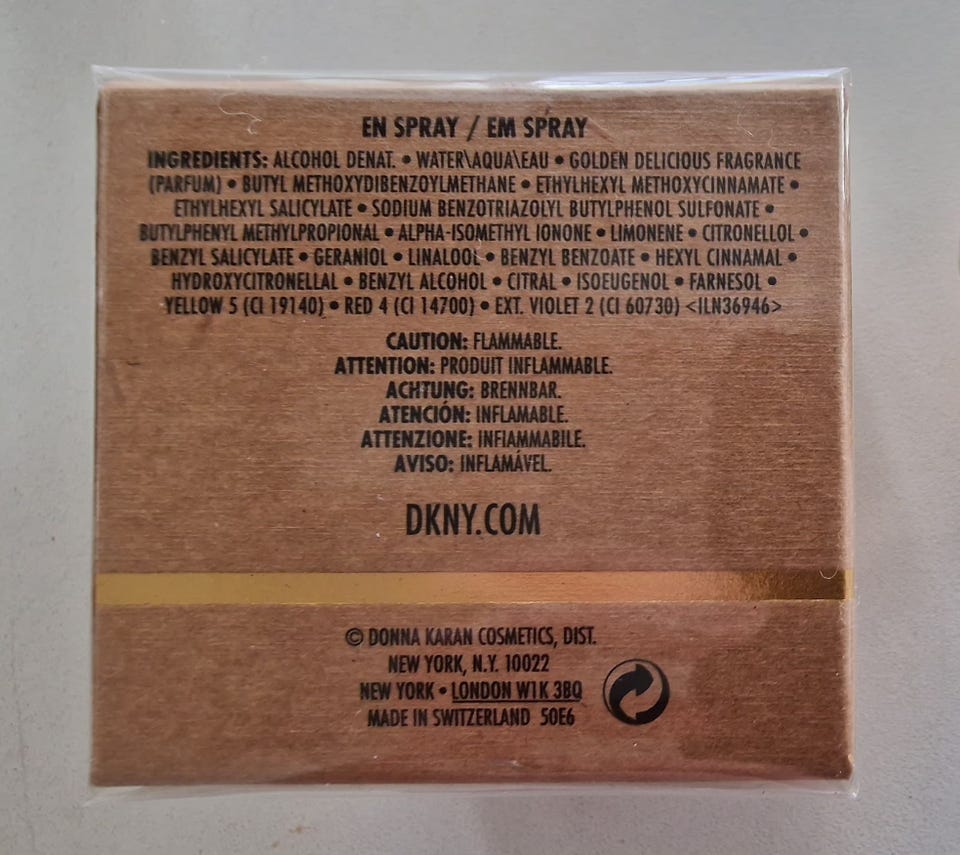 EN SPRAY / EM SPRAY
INGREDIENTS: ALCOHOL DENAT. • WATER\AQUA\EAU • GOLDEN DELICIOUS FRAGRANCE
(PARFUM) • BUTYL METHOXYDIBENZOYLMETHANE • ETHYLHEXYL METHOXYCINNAMATE •
ETHYLHEXYL SALICYLATE • SODIUM BENZOTRIAZOLYL BUTYLPHENOL SULFONATE •
BUTYLPHENYL METHYLPROPIONAL • ALPHA-ISOMETHYL IONONE • LIMONENE • CITRONELLOL •
BENZYL SALICYLATE • GERANIOL • LINALOOL • BENZYL BENZOATE • HEXYL CINNAMAL •
HYDROXYCITRONELLAL • BENZYL ALCOHOL • CITRAL • ISOEUGENOL • FARNESOL •
YELLOW 5 (CI 19140) • RED 4 (CI 14700) • EXT. VIOLET 2 (CI 60730) <ILN36946>
CAUTION: FLAMMABLE.
ATTENTION: PRODUIT INFLAMMABLE.
ACHTUNG: BRENNBAR.
ATENCIÓN: INFLAMABLE.
ATTENZIONE: INFIAMMABILE.
AVISO: INFLAMÁVEL.
DKNY.COM
© DONNA KARAN COSMETICS, DIST.
NEW YORK, N.Y. 10022
NEW YORK • LONDON W1K 3BQ
MADE IN SWITZERLAND 50E6